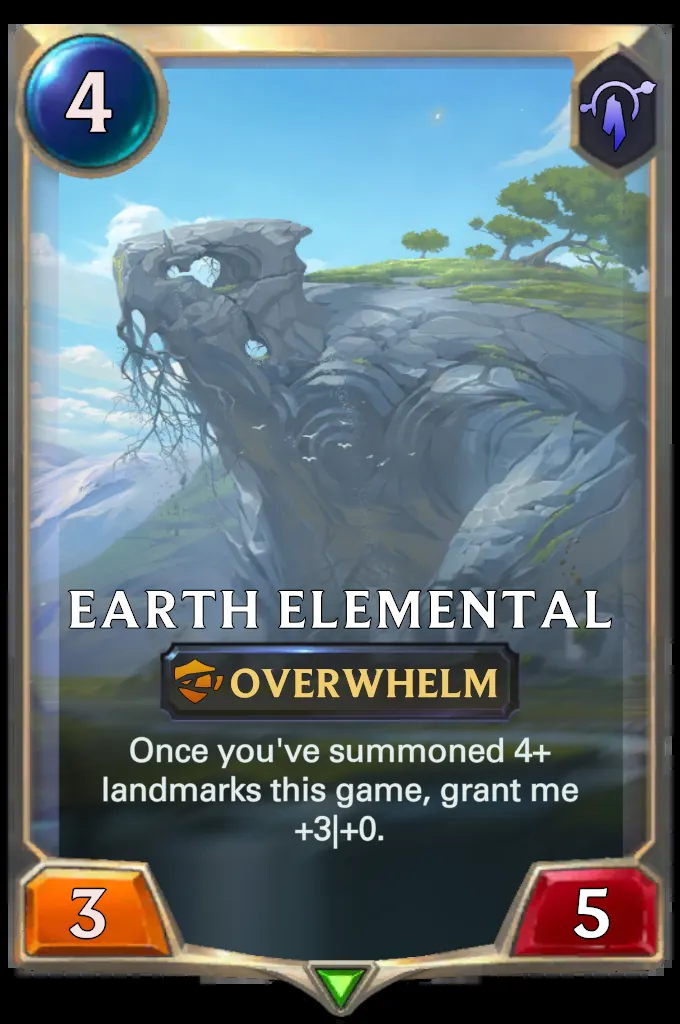 4
EARTH ELEMENTAL
OVERWHELM
Once you've summoned 4+
landmarks this game, grant me
+3|+0.
3
5